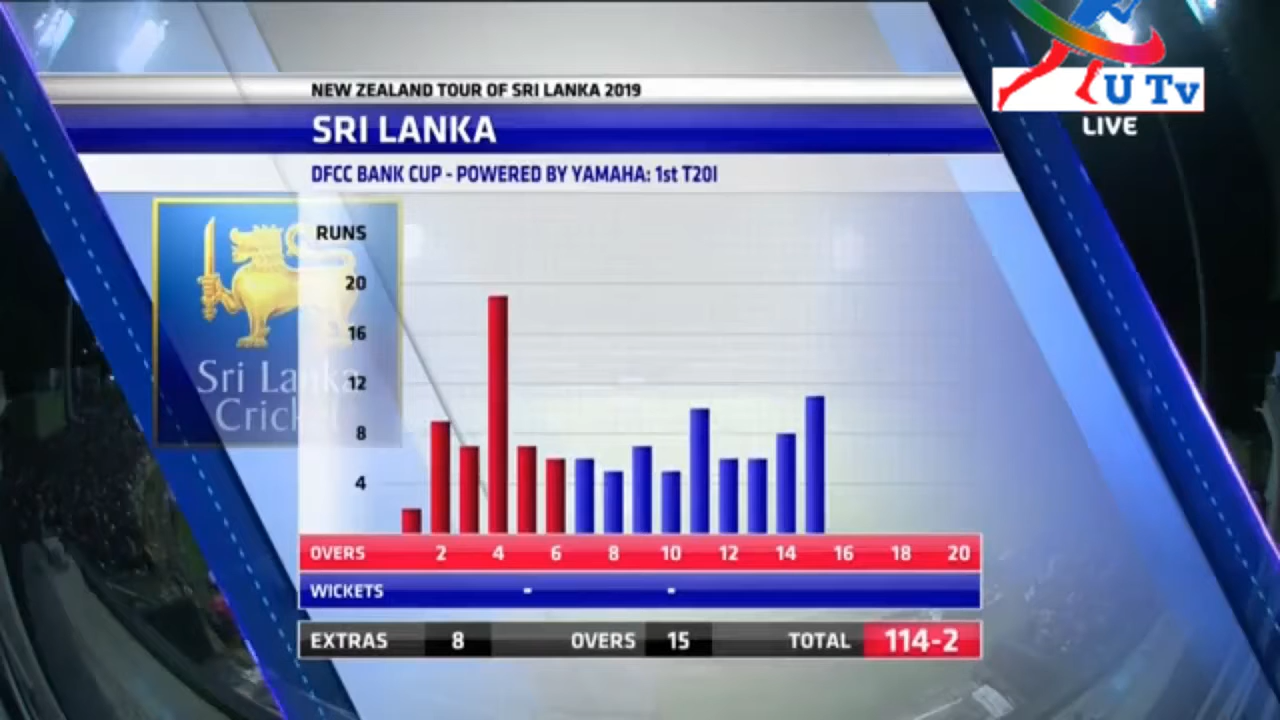 U Tv
LIVE
NEW ZEALAND TOUR OF SRI LANKA 2019
SRI LANKA
DFCC BANK CUP - POWERED BY YAMAHA: 1st T20I
RUNS
20
16
12
8
4
Sri Lanka
Cricket
OVERS 2 4 6 8 10 12 14 16 18 20
WICKETS - -
EXTRAS 8 OVERS 15 TOTAL 114-2